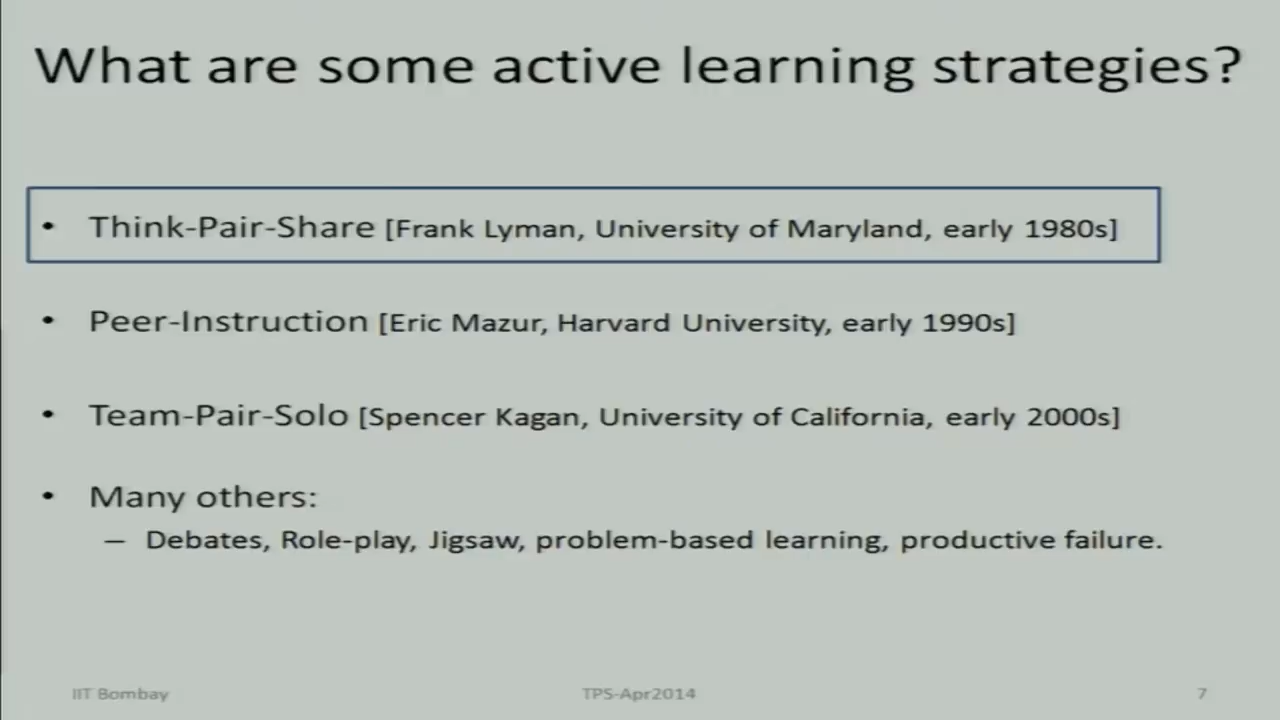 What are some active learning strategies?
• Think-Pair-Share [Frank Lyman, University of Maryland, early 1980s]
• Peer-Instruction [Eric Mazur, Harvard University, early 1990s]
• Team-Pair-Solo [Spencer Kagan, University of California, early 2000s]
• Many others:
– Debates, Role-play, Jigsaw, problem-based learning, productive failure.
IIT Bombay TPS-Apr2014 7